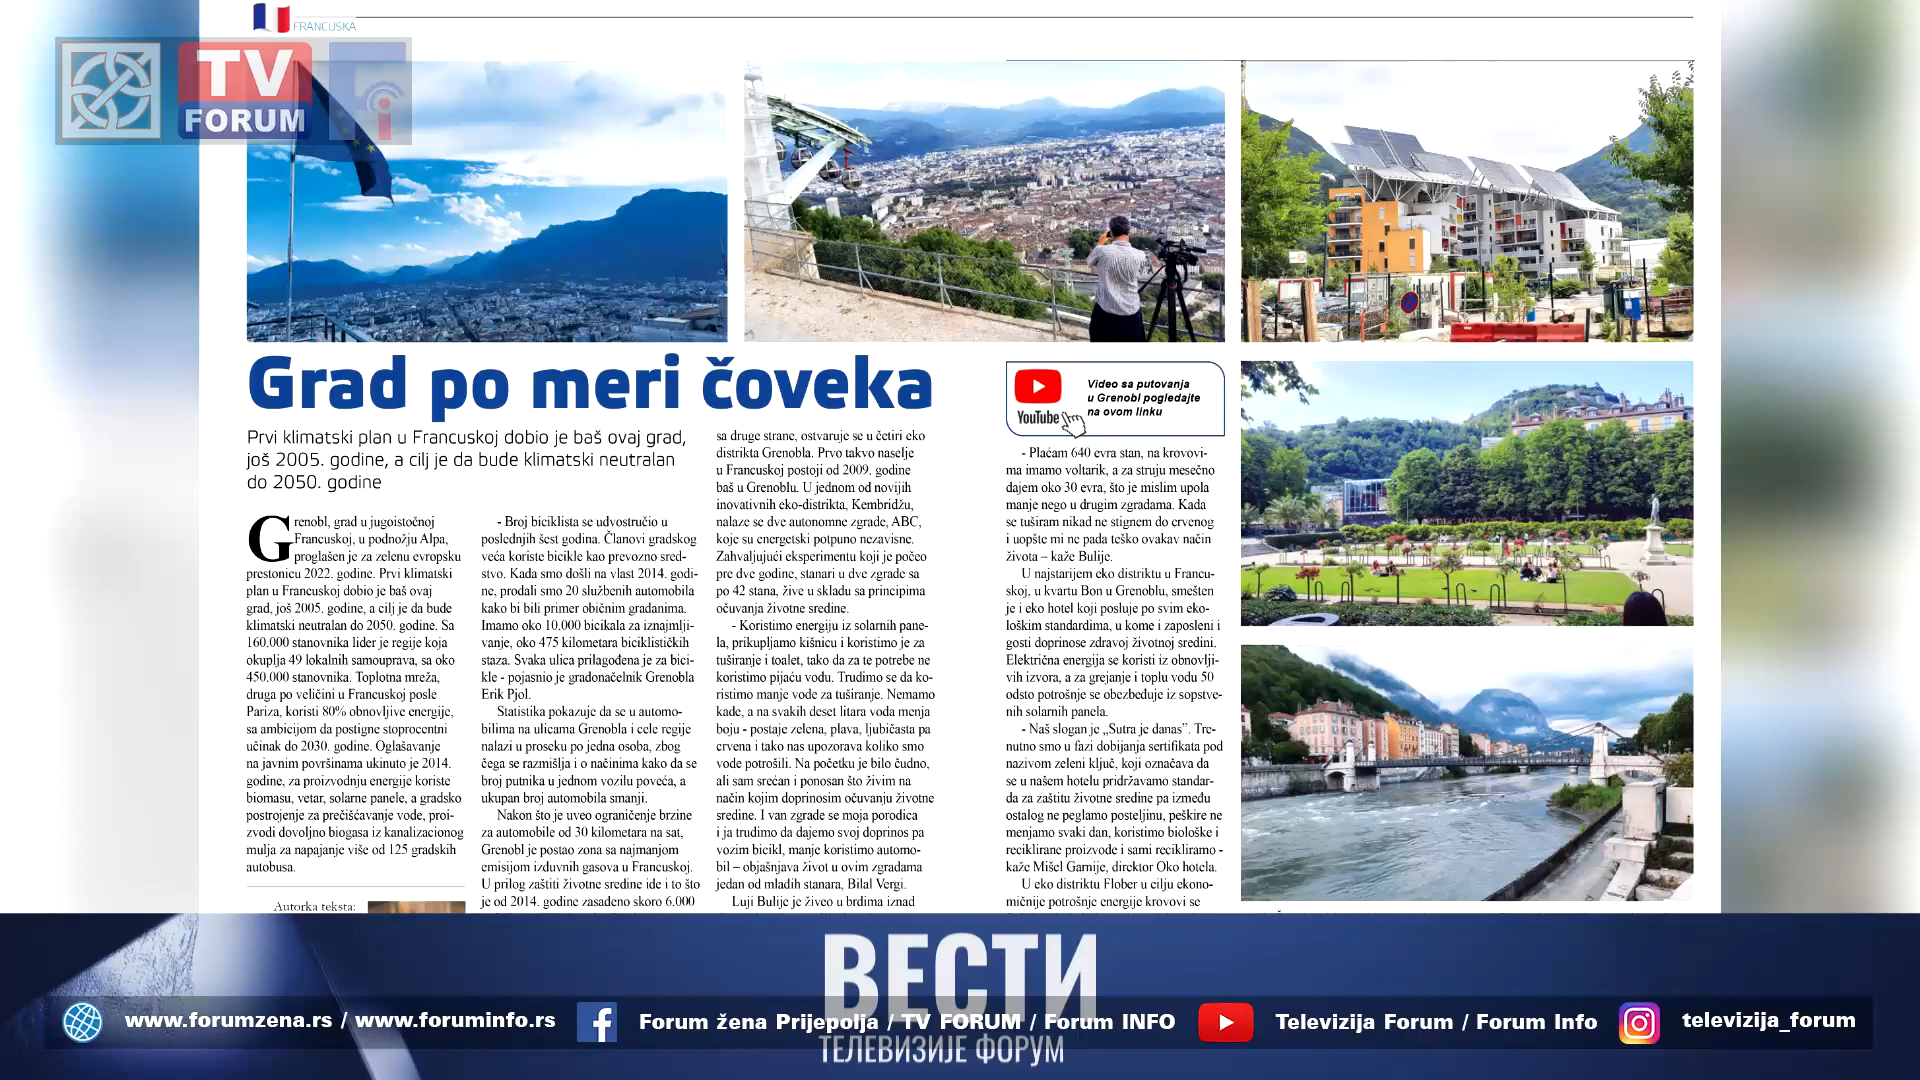 FRANCUSKA
TV
FORUM
Grad po meri čoveka
Prvi klimatski plan u Francuskoj dobio je baš ovaj grad,
još 2005. godine, a cilj je da bude klimatski neutralan
do 2050. godine
Grenobl, grad u jugoistočnoj
Francuskoj, u podnožju Alpa,
proglašen je za zelenu evropsku
prestonicu 2022. godine. Prvi klimatski
plan u Francuskoj dobio je baš ovaj
grad, još 2005. godine, a cilj je da bude
klimatski neutralan do 2050. godine. Sa
160.000 stanovnika lider je regije koja
okuplja 49 lokalnih samouprava, sa oko
450.000 stanovnika. Toplotna mreža,
druga po veličini u Francuskoj posle
Pariza, koristi 80% obnovljive energije,
sa ambicijom da postigne stoprocentni
učinak do 2030. godine. Oglašavanje
na javnim površinama ukinuto je 2014.
godine, za proizvodnju energije koriste
biomasu, vetar, solarne panele, a gradsko
postrojenje za prečišćavanje vode, proi-
zvodi dovoljno biogasa iz kanalizacionog
mulja za napajanje više od 125 gradskih
autobusa.
Autorka teksta:
- Broj biciklista se udvostručio u
poslednjih šest godina. Članovi gradskog
veća koriste bicikle kao prevozno sred-
stvo. Kada smo došli na vlast 2014. godi-
ne, prodali smo 20 službenih automobila
kako bi bili primer običnim građanima.
Imamo oko 10.000 bicikala za iznajmlji-
vanje, oko 475 kilometara biciklističkih
staza. Svaka ulica prilagođena je za bici-
kle - pojasnio je gradonačelnik Grenobla
Erik Pjol.
Statistika pokazuje da se u automo-
bilima na ulicama Grenobla i cele regije
nalazi u proseku po jedna osoba, zbog
čega se razmišlja i o načinima kako da se
broj putnika u jednom vozilu poveća, a
ukupan broj automobila smanji.
Nakon što je uveo ograničenje brzine
za automobile od 30 kilometara na sat,
Grenobl je postao zona sa najmanjom
emisijom izduvnih gasova u Francuskoj.
U prilog zaštiti životne sredine ide i to što
je od 2014. godine zasađeno skoro 6.000
sa druge strane, ostvaruje se u četiri eko
distrikta Grenobla. Prvo takvo naselje
u Francuskoj postoji od 2009. godine
baš u Grenoblu. U jednom od novijih
inovativnih eko-distrikta, Kembridžu,
nalaze se dve autonomne zgrade, ABC,
koje su energetski potpuno nezavisne.
Zahvaljujući eksperimentu koji je počeo
pre dve godine, stanari u dve zgrade sa
po 42 stana, žive u skladu sa principima
očuvanja životne sredine.
- Koristimo energiju iz solarnih pane-
la, prikupljamo kišnicu i koristimo je za
tuširanje i toalet, tako da za te potrebe ne
koristimo pijaću vodu. Trudimo se da ko-
ristimo manje vode za tuširanje. Nemamo
kade, a na svakih deset litara voda menja
boju - postaje zelena, plava, ljubičasta pa
crvena i tako nas upozorava koliko smo
vode potrošili. Na početku je bilo čudno,
ali sam srećan i ponosan što živim na
način kojim doprinosim očuvanju životne
sredine. I van zgrade se moja porodica
i ja trudimo da dajemo svoj doprinos pa
vozim bicikl, manje koristimo automo-
bil – objašnjava život u ovim zgradama
jedan od mladih stanara, Bilal Vergi.
Luji Bulije je živeo u brdima iznad
YouTube
Video sa putovanja
u Grenobl pogledajte
na ovom linku
- Plaćam 640 evra stan, na krovovi-
ma imamo voltarik, a za struju mesečno
dajem oko 30 evra, što je mislim upola
manje nego u drugim zgradama. Kada
se tuširam nikad ne stignem do crvenog
i uopšte mi ne pada teško ovakav način
života – kaže Bulije.
U najstarijem eko distriktu u Francu-
skoj, u kvartu Bon u Grenoblu, smešten
je i eko hotel koji posluje po svim eko-
loškim standardima, u kome i zaposleni i
gosti doprinose zdravoj životnoj sredini.
Električna energija se koristi iz obnovlji-
vih izvora, a za grejanje i toplu vodu 50
odsto potrošnje se obezbeđuje iz sopstve-
nih solarnih panela.
- Naš slogan je „Sutra je danas”. Tre-
nutno smo u fazi dobijanja sertifikata pod
nazivom zeleni ključ, koji označava da
se u našem hotelu pridržavamo standar-
da za zaštitu životne sredine pa između
ostalog ne peglamo posteljinu, peškire ne
menjamo svaki dan, koristimo biološke i
reciklirane proizvode i sami recikliramo -
kaže Mišel Garnije, direktor Oko hotela.
U eko distriktu Flober u cilju ekono-
mičnije potrošnje energije krovovi se
ВЕСТИ
ТЕЛЕВИЗИЈЕ ФОРУМ
www.forumzena.rs / www.foruminfo.rs
Forum žena Prijepolja / TV FORUM / Forum INFO
Televizija Forum / Forum Info
televizija_forum